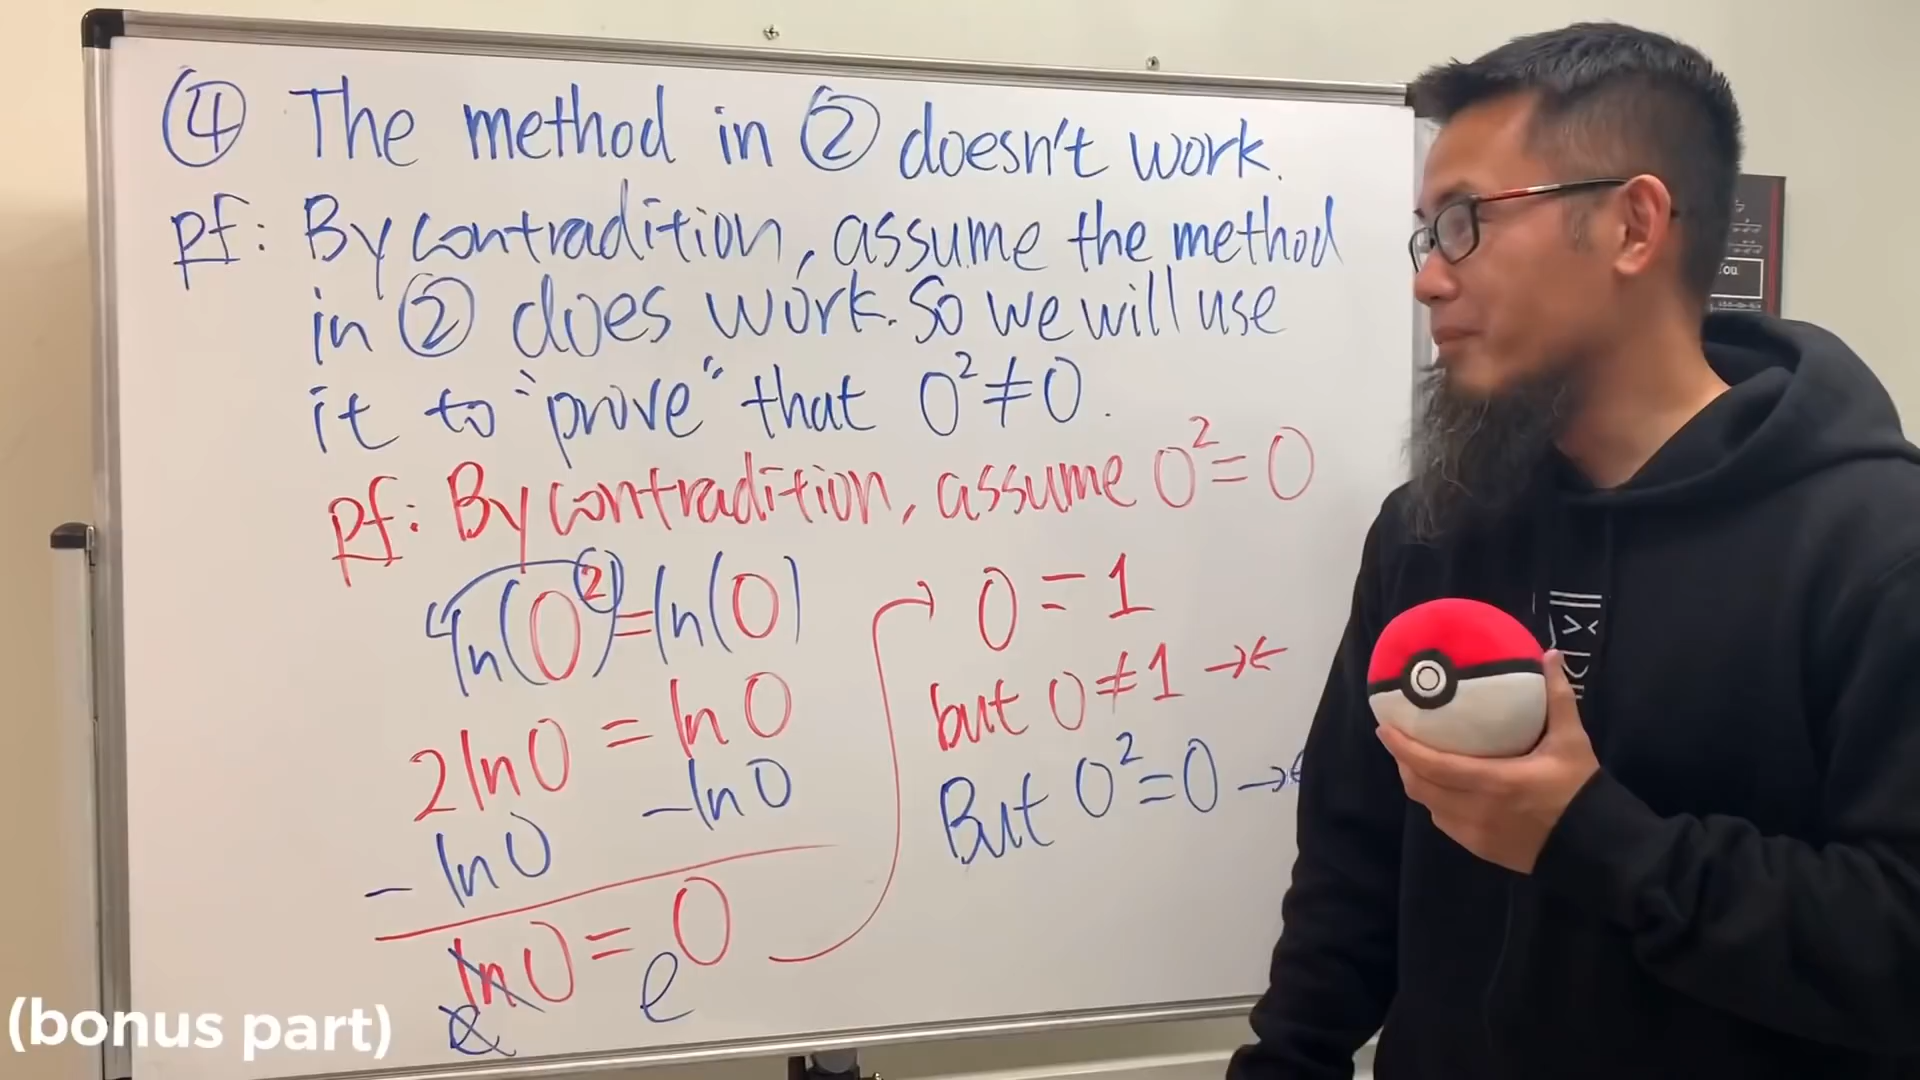 ④ The method in ② doesn't work.
pf: By contradition, assume the method
in ② does work. So we will use
it to "prove" that 0² ≠ 0.
pf: By contradition, assume 0² = 0
ln(0²) = ln(0)
2ln0 = ln0
-ln0 -ln0
e^ln0 = e^0
0 = 1
but 0 ≠ 1 →←
But 0² = 0 →←
(bonus part)
You